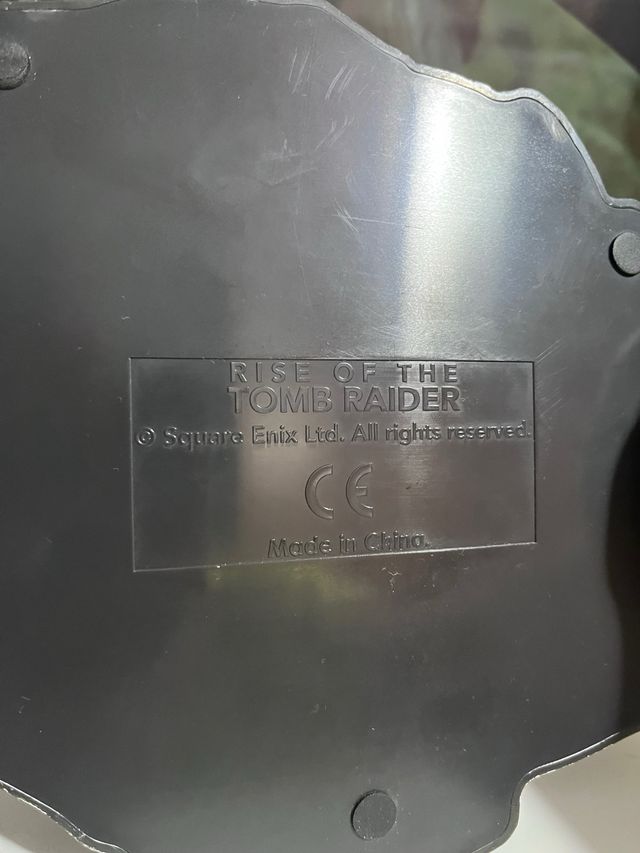 RISE OF THE
TOMB RAIDER
© Square Enix Ltd. All rights reserved.
CE
Made in China.